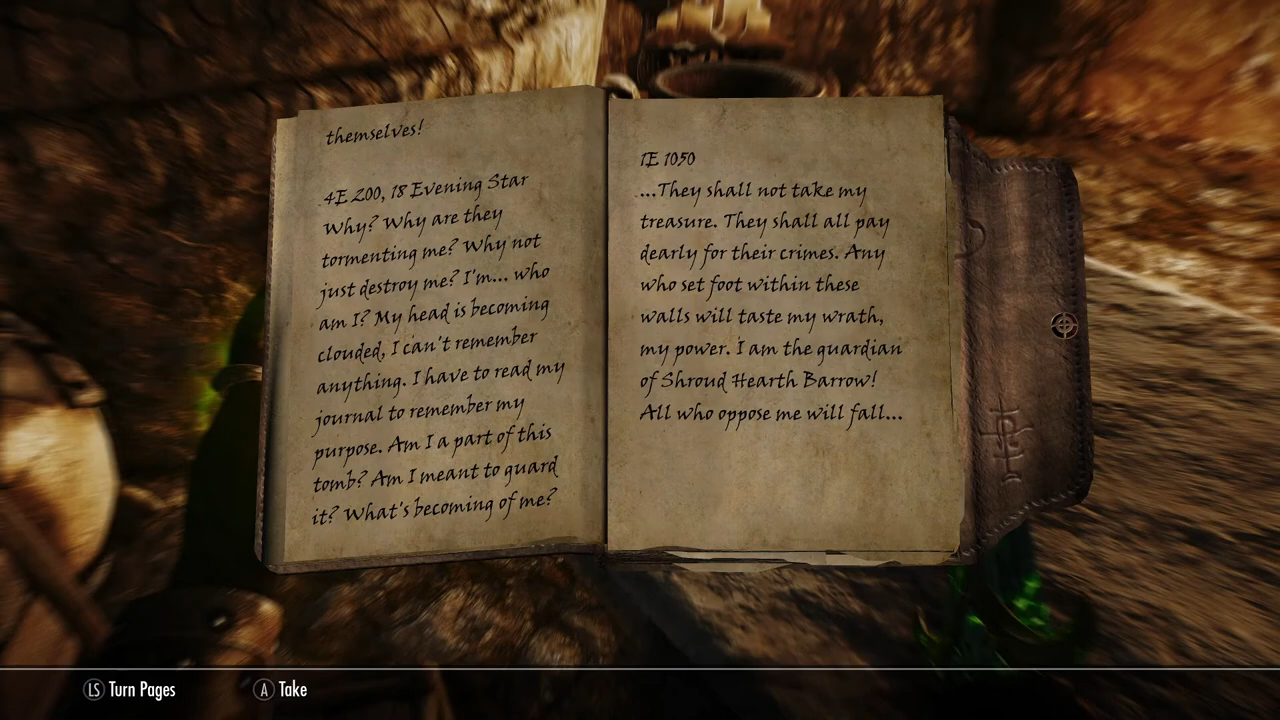 themselves!
4E 200, 18 Evening Star
Why? Why are they
tormenting me? Why not
just destroy me? I'm... who
am I? My head is becoming
clouded, I can't remember
anything. I have to read my
journal to remember my
purpose. Am I a part of this
tomb? Am I meant to guard
it? What's becoming of me?
1E 1050
...They shall not take my
treasure. They shall all pay
dearly for their crimes. Any
who set foot within these
walls will taste my wrath,
my power. I am the guardian
of Shroud Hearth Barrow!
All who oppose me will fall...
LS Turn Pages
A Take